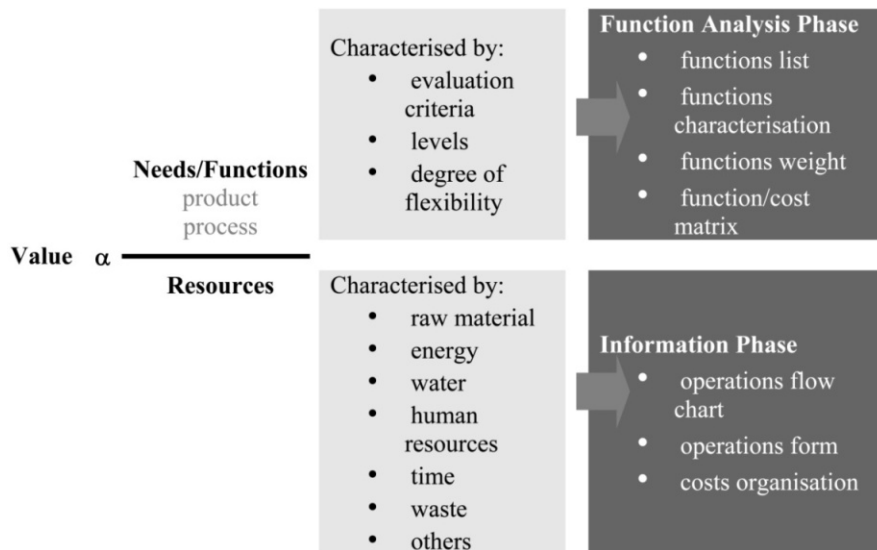 Value α
Needs/Functions
product
process
Resources
Characterised by:
• evaluation
criteria
• levels
• degree of
flexibility
Function Analysis Phase
• functions list
• functions
characterisation
• functions weight
• function/cost
matrix
Characterised by:
• raw material
• energy
• water
• human
resources
• time
• waste
• others
Information Phase
• operations flow
chart
• operations form
• costs organisation